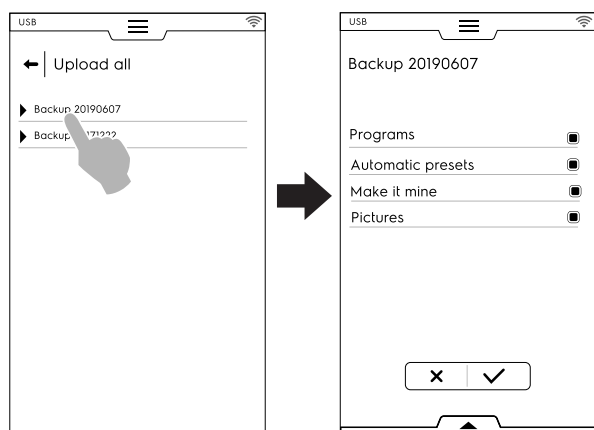 USB
Upload all
Backup 20190607
Backup
USB
Backup 20190607
Programs
Automatic presets
Make it mine
Pictures